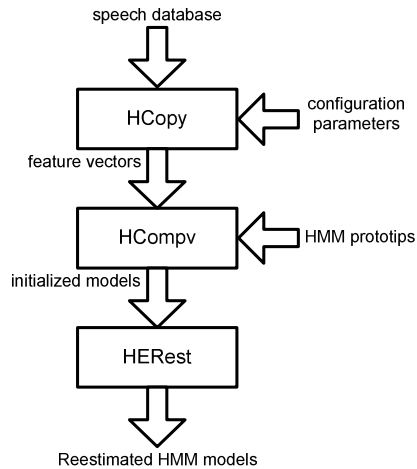 speech database
HCopy
configuration
parameters
feature vectors
HCompv
HMM prototips
initialized models
HERest
Reestimated HMM models